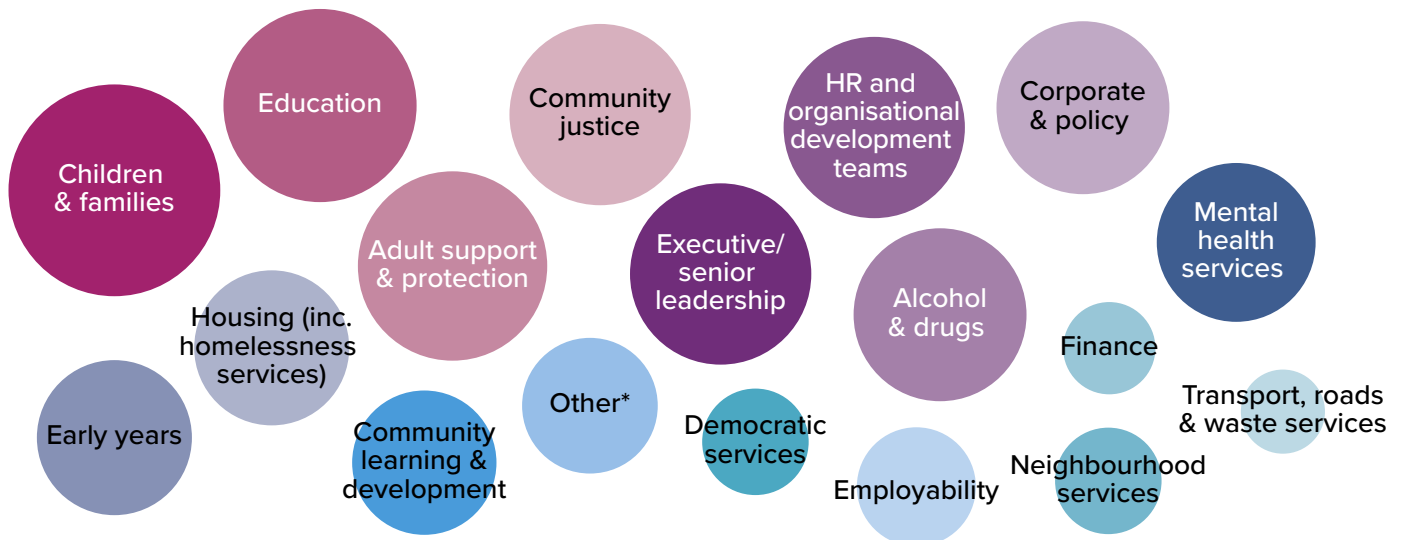 Education
Community
justice
HR and
organisational
development
teams
Corporate
& policy
Children
& families
Adult support
& protection
Executive/
senior
leadership
Mental
health
services
Alcohol
& drugs
Housing (inc.
homelessness
services)
Finance
Early years
Community
learning &
development
Other*
Democratic
services
Employability
Neighbourhood
services
Transport, roads
& waste services